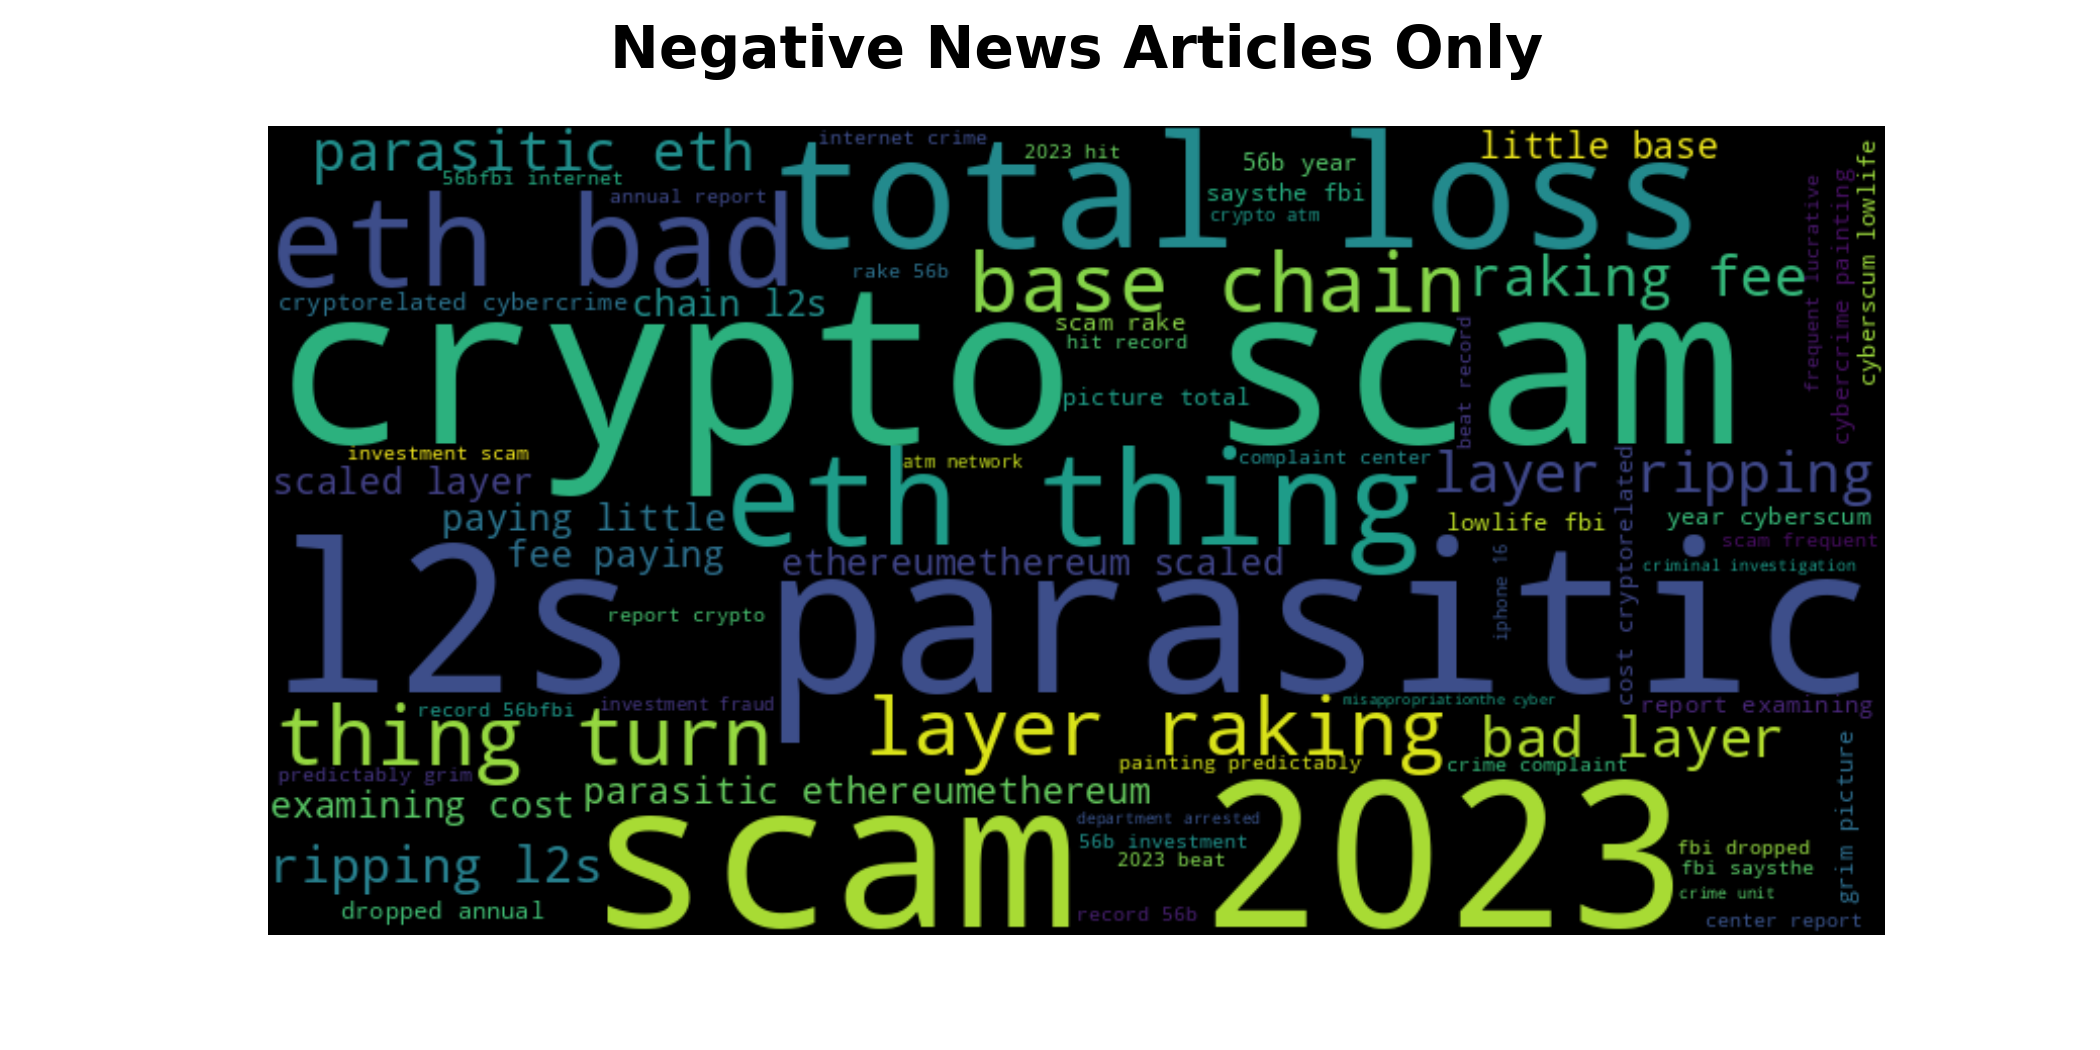 Negative News Articles Only
parasitic eth
internet crime
2023 hit
56b year
little base
56bfbi internet
annual report
total loss
saysthe fbi
crypto atm
eth bad
rake 56b
base chain
raking fee
frequent lucrative
cybercrime painting
cyberscum lowlife
cryptorelated cybercrime
chain l2s
scam rake
hit record
crypto scam
beat record
picture total
investment scam
atm network
complaint center
scaled layer
eth thing
layer ripping
paying little
lowlife fbi
year cyberscum
fee paying
ethereumethereum scaled
scam frequent
criminal investigation
iphone 16
cost cryptorelated
l2s parasitic
report crypto
record 56bfbi
investment fraud
misappropriationthe cyber
report examining
thing turn
layer raking
bad layer
predictably grim
painting predictably
crime complaint
grim picture
examining cost
parasitic ethereumethereum
scam 2023
department arrested
56b investment
2023 beat
fbi dropped
fbi saysthe
ripping l2s
crime unit
dropped annual
record 56b
center report